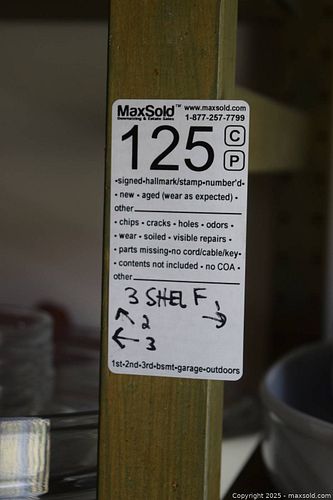 MaxSold™ www.maxsold.com
Downsizing & Estate Sales 1-877-257-7799
125 C
P
-signed-hallmark/stamp-number'd-
- new - aged (wear as expected) -
other
- chips - cracks - holes - odors -
- wear - soiled - visible repairs -
- parts missing-no cord/cable/key-
- contents not included - no COA -
other
3 SHELF, →
↖ 2
← 3
1st-2nd-3rd-bsmt-garage-outdoors
Copyright 2025 - maxsold.com